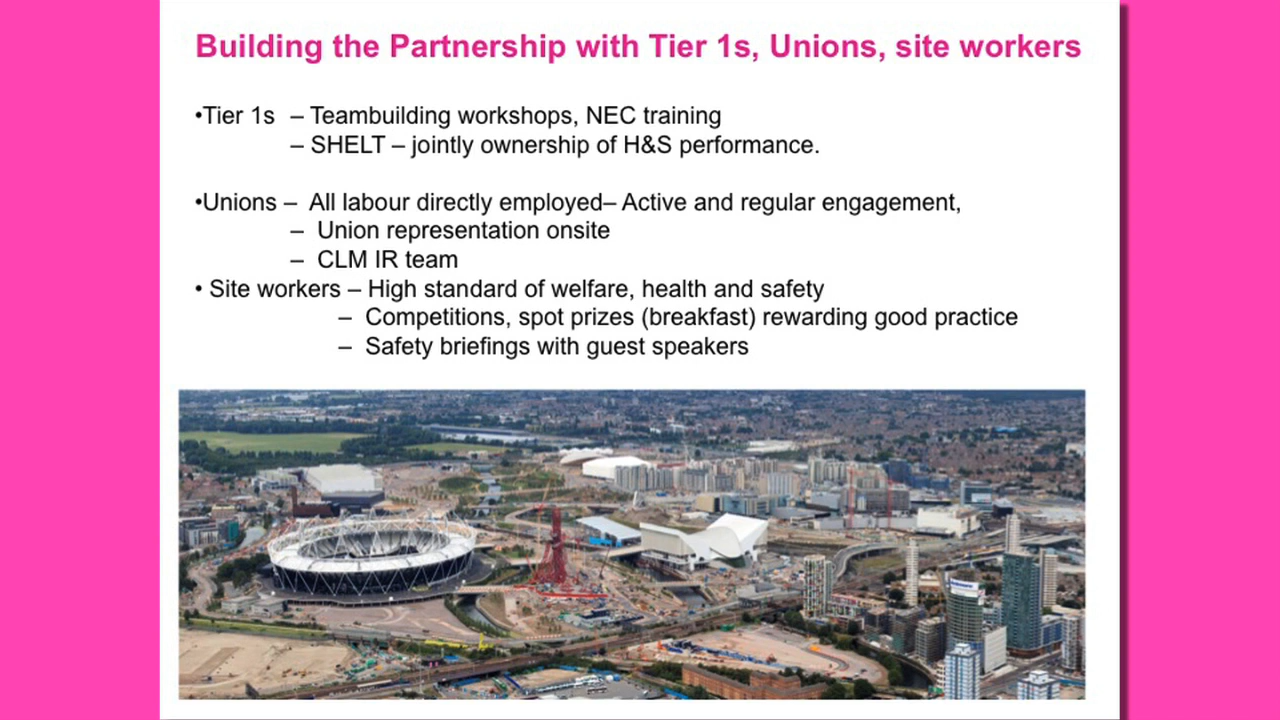 Building the Partnership with Tier 1s, Unions, site workers
•Tier 1s – Teambuilding workshops, NEC training
– SHELT – jointly ownership of H&S performance.
•Unions – All labour directly employed– Active and regular engagement,
– Union representation onsite
– CLM IR team
• Site workers – High standard of welfare, health and safety
– Competitions, spot prizes (breakfast) rewarding good practice
– Safety briefings with guest speakers